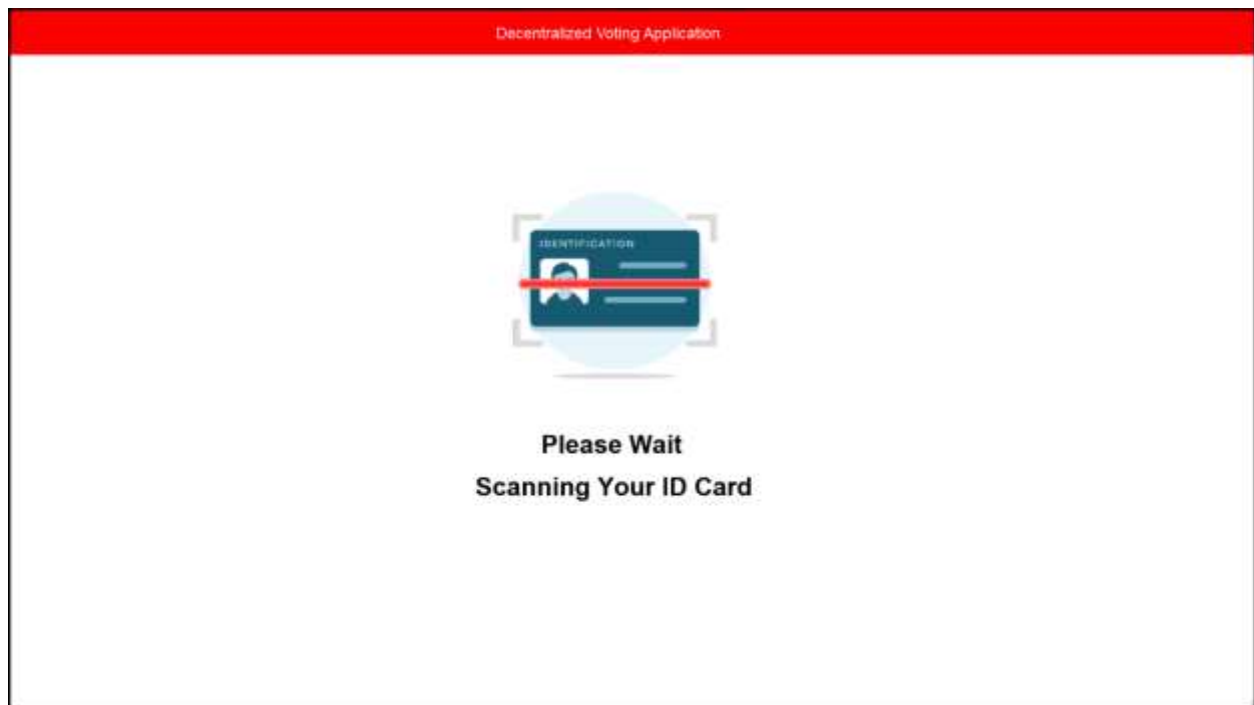 Decentralized Voting Application
IDENTIFICATION
Please Wait
Scanning Your ID Card